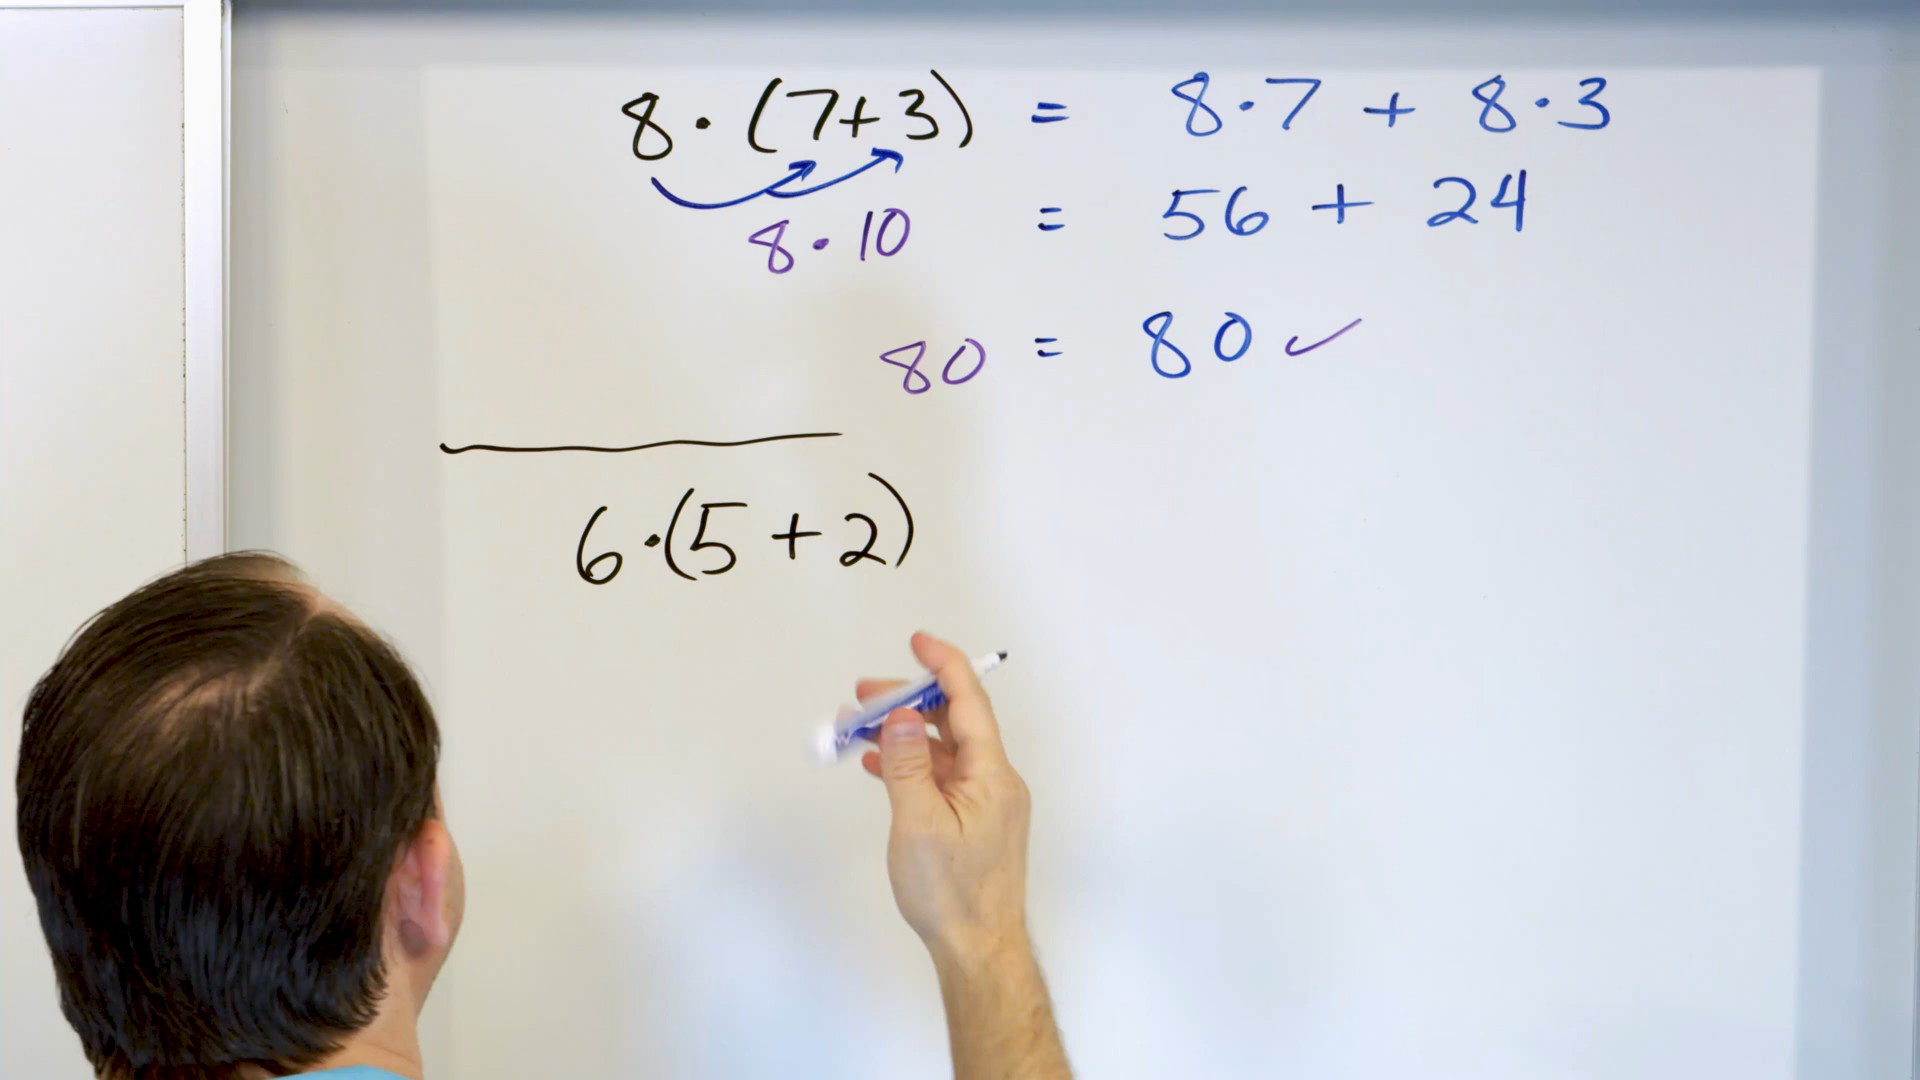 8 · (7+3) = 8·7 + 8·3
8 · 10 = 56 + 24
80 = 80 ✓
6·(5 + 2)